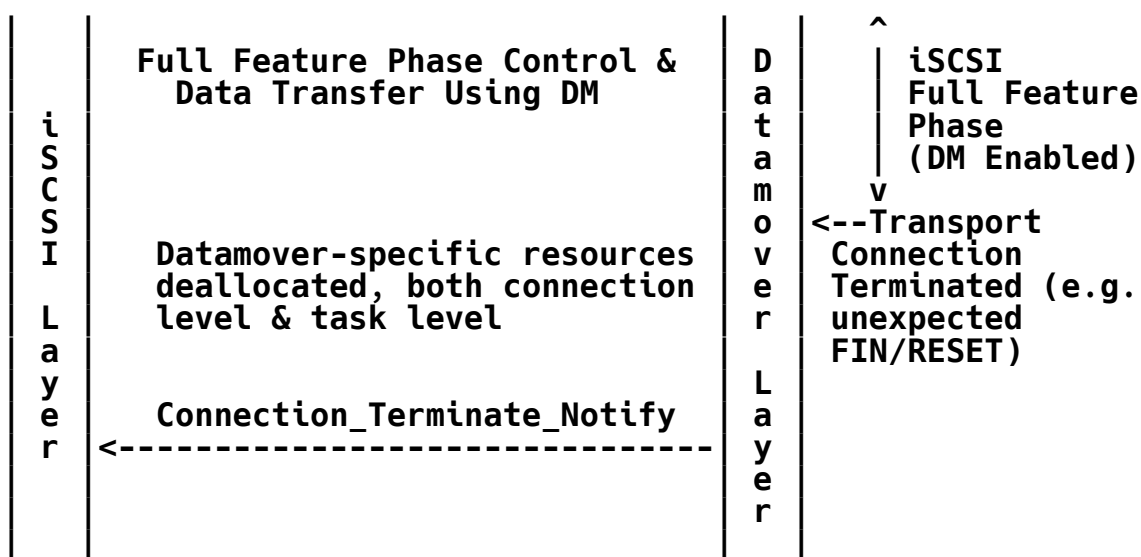 |   |                                 |   |   ^
|   |  Full Feature Phase Control &   | D |   | iSCSI
|   |    Data Transfer Using DM       | a |   | Full Feature
| i |                                 | t |   | Phase
| S |                                 | a |   | (DM Enabled)
| C |                                 | m |   v
| S |                                 | o |<--Transport
| I |   Datamover-specific resources  | v | Connection
|   |   deallocated, both connection  | e | Terminated (e.g.
| L |   level & task level            | r | unexpected
| a |                                 |   | FIN/RESET)
| y |                                 | L |
| e |   Connection_Terminate_Notify   | a |
| r |<------------------------------- | y |
|   |                                 | e |
|   |                                 | r |
|   |                                 |   |